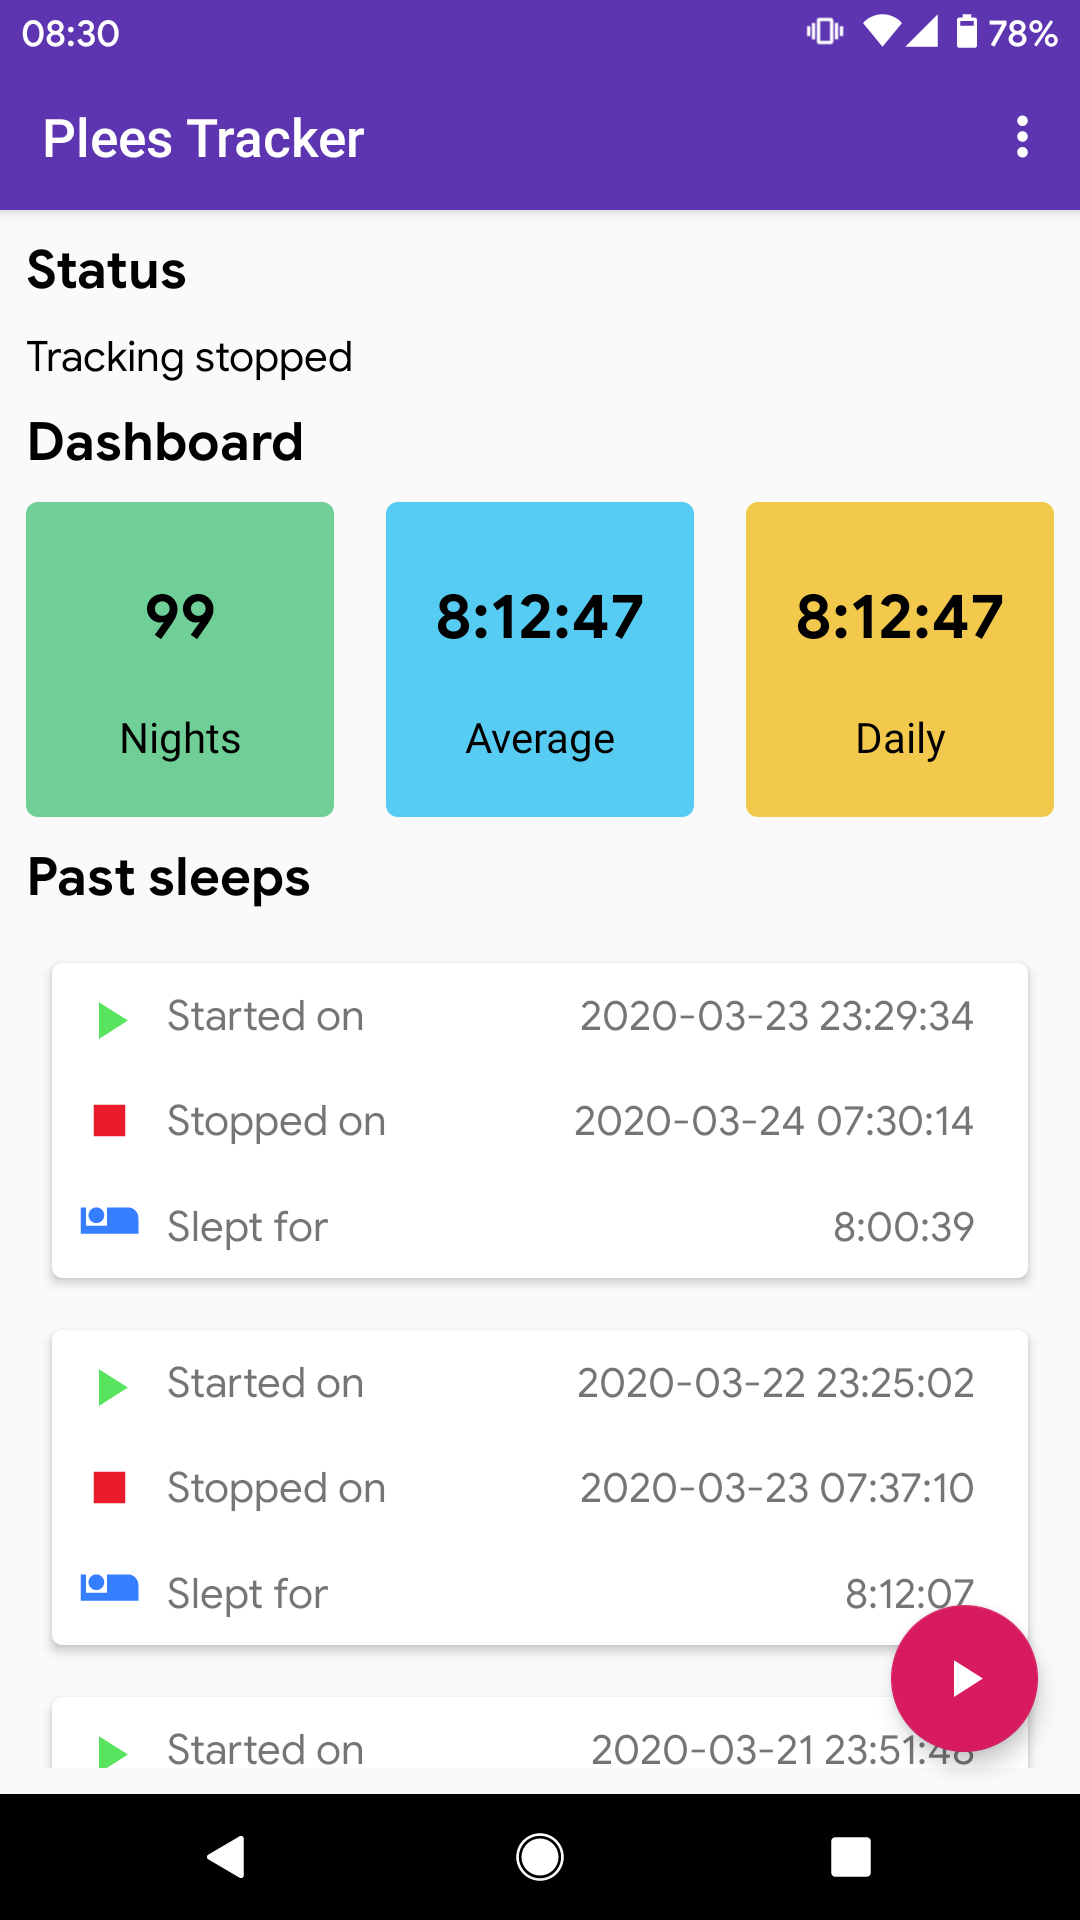 08:30 78%
Plees Tracker
Status
Tracking stopped
Dashboard
99 8:12:47 8:12:47
Nights Average Daily
Past sleeps
Started on 2020-03-23 23:29:34
Stopped on 2020-03-24 07:30:14
Slept for 8:00:39
Started on 2020-03-22 23:25:02
Stopped on 2020-03-23 07:37:10
Slept for 8:12:07
Started on 2020-03-21 23:51:48